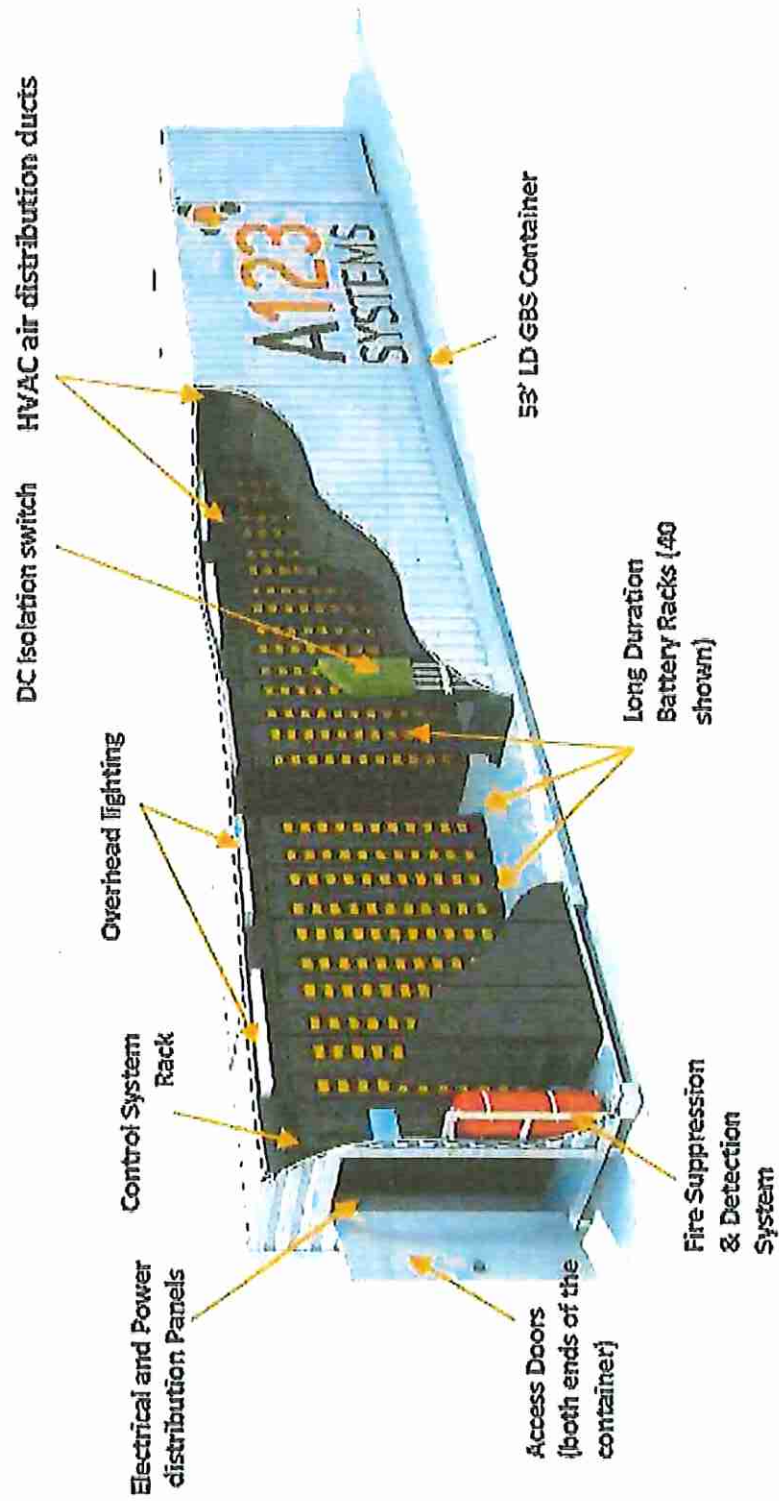 Electrical and Power
distribution Panels
Control System
Rack
Overhead lighting
DC isolation switch
HVAC air distribution ducts
A123
SYSTEMS
Access Doors
(both ends of the
container)
Fire Suppression
& Detection
System
Long Duration
Battery Racks (40
shown)
53' LD GBS Container